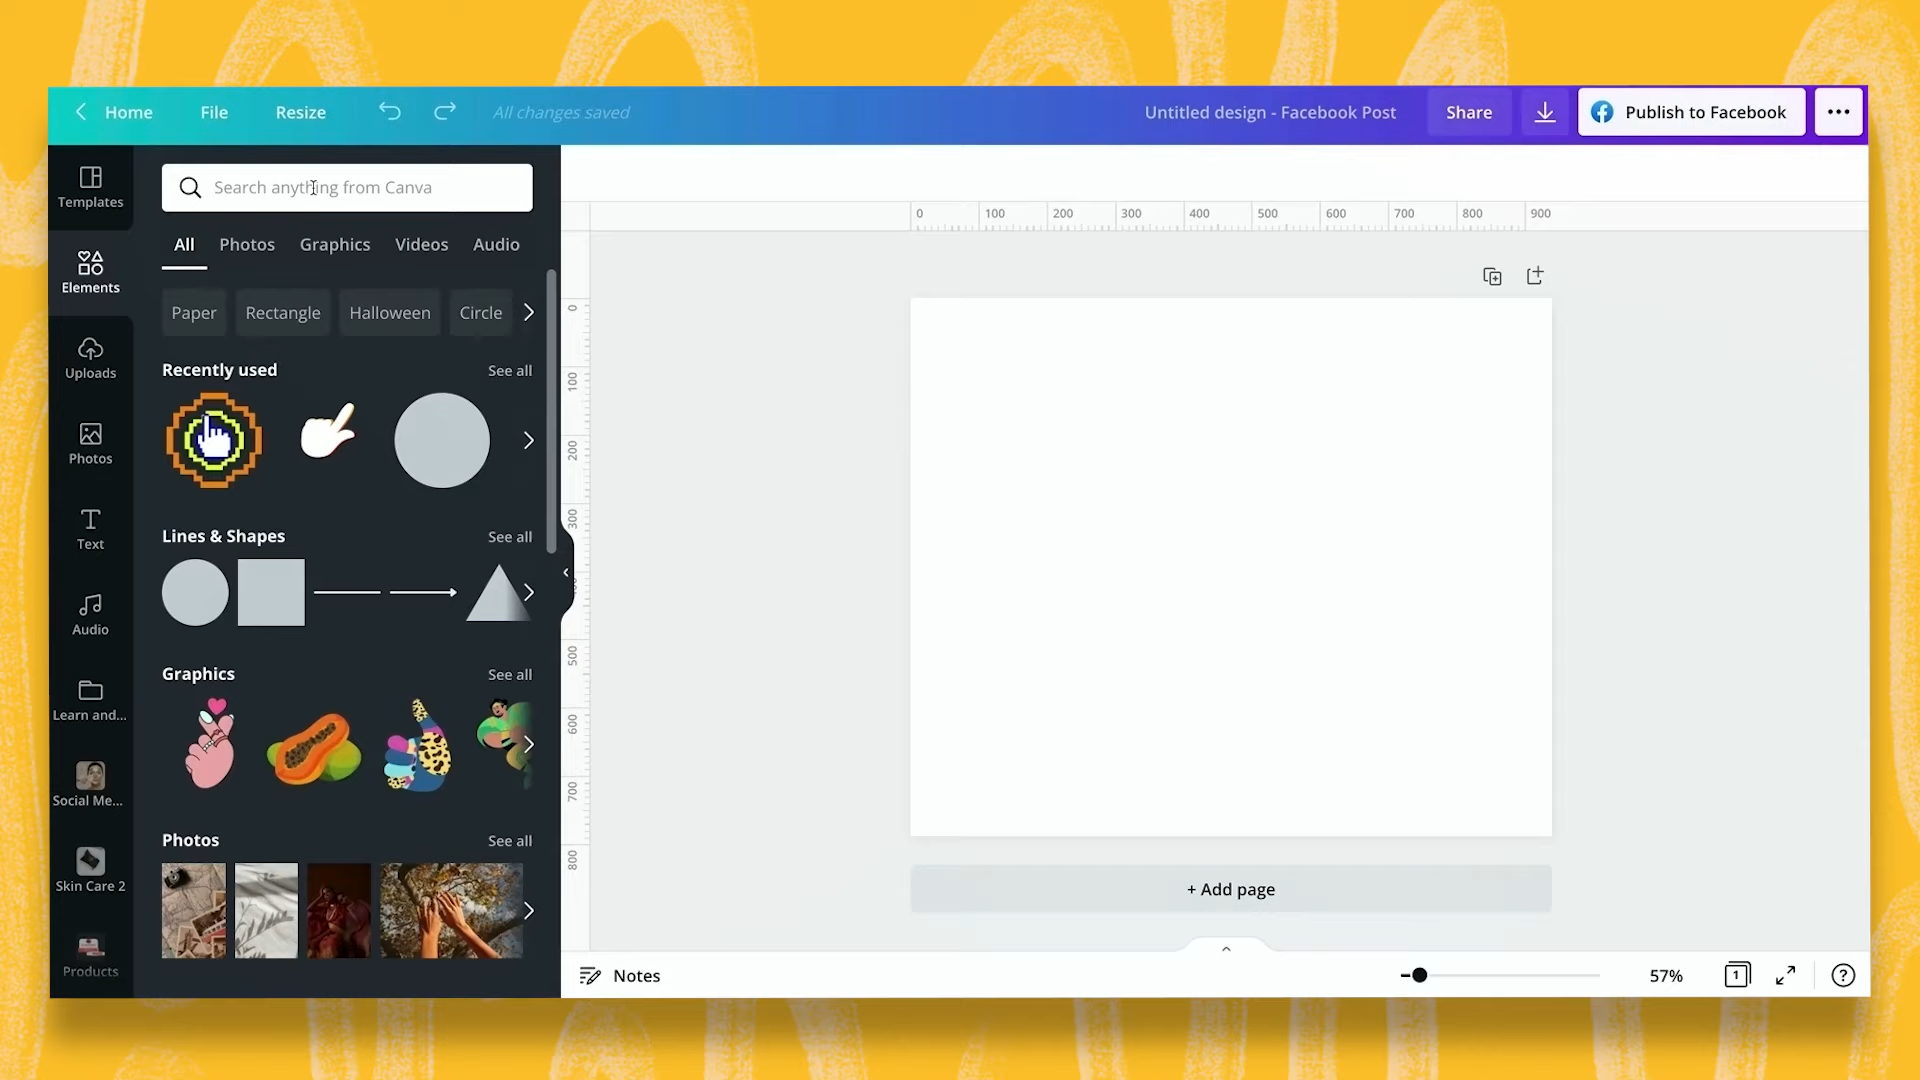 Home File Resize All changes saved Untitled design - Facebook Post Share Publish to Facebook
Templates
Elements
Uploads
Photos
Text
Audio
Learn and...
Social Me...
Skin Care 2
Products
Search anything from Canva
All Photos Graphics Videos Audio
Paper Rectangle Halloween Circle
Recently used See all
Lines & Shapes See all
Graphics See all
Photos See all
0 100 200 300 400 500 600 700 800 900
0
100
200
300
500
600
700
800
+ Add page
Notes 57% 1 ?